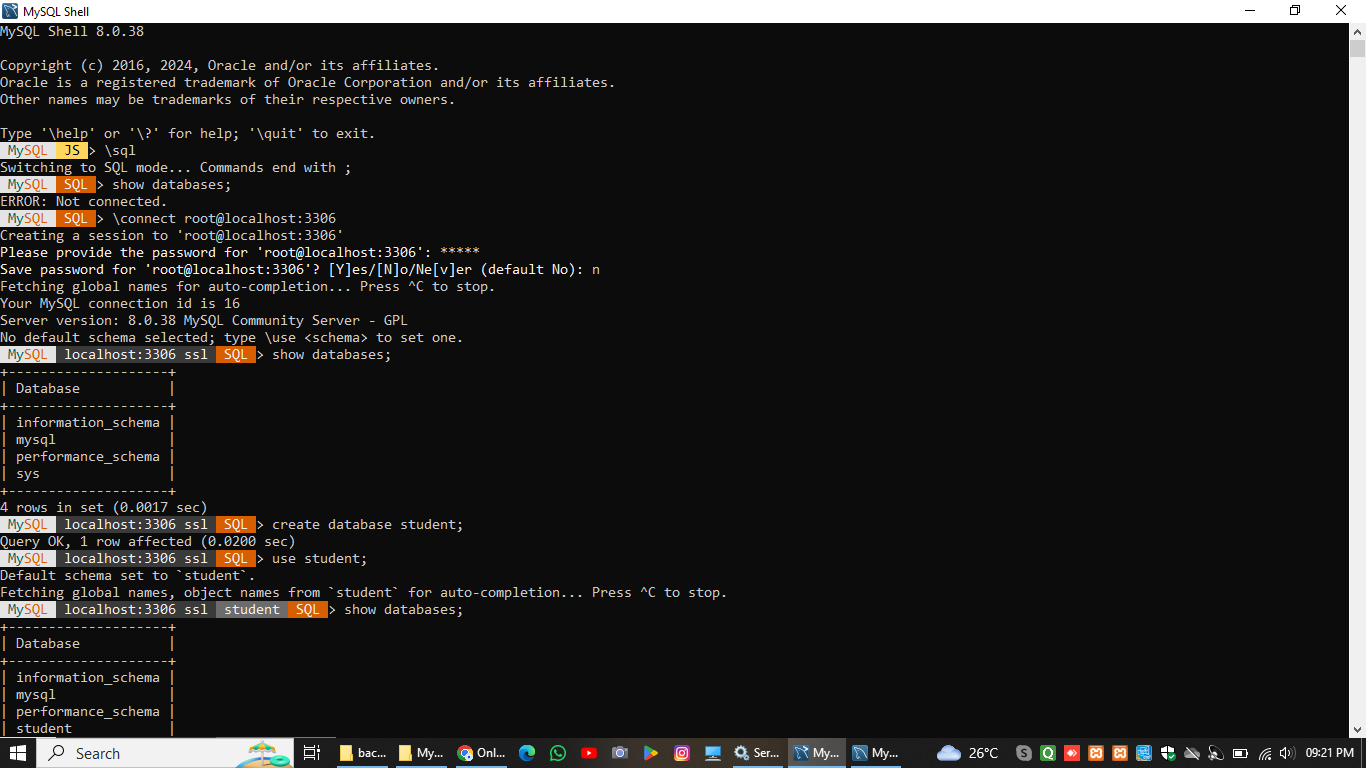 MySQL Shell
MySQL Shell 8.0.38
Copyright (c) 2016, 2024, Oracle and/or its affiliates.
Oracle is a registered trademark of Oracle Corporation and/or its affiliates.
Other names may be trademarks of their respective owners.
Type '\help' or '\?' for help; '\quit' to exit.
MySQL JS > \sql
Switching to SQL mode... Commands end with ;
MySQL SQL > show databases;
ERROR: Not connected.
MySQL SQL > \connect root@localhost:3306
Creating a session to 'root@localhost:3306'
Please provide the password for 'root@localhost:3306': *****
Save password for 'root@localhost:3306'? [Y]es/[N]o/Ne[v]er (default No): n
Fetching global names for auto-completion... Press ^C to stop.
Your MySQL connection id is 16
Server version: 8.0.38 MySQL Community Server - GPL
No default schema selected; type \use <schema> to set one.
MySQL localhost:3306 ssl SQL > show databases;
+--------------------+
| Database           |
+--------------------+
| information_schema |
| mysql              |
| performance_schema |
| sys                |
+--------------------+
4 rows in set (0.0017 sec)
MySQL localhost:3306 ssl SQL > create database student;
Query OK, 1 row affected (0.0200 sec)
MySQL localhost:3306 ssl SQL > use student;
Default schema set to `student`.
Fetching global names, object names from `student` for auto-completion... Press ^C to stop.
MySQL localhost:3306 ssl student SQL > show databases;
+--------------------+
| Database           |
+--------------------+
| information_schema |
| mysql              |
| performance_schema |
| student            |
Search bac... My... Onl... Ser... My... My... 26°C 09:21 PM